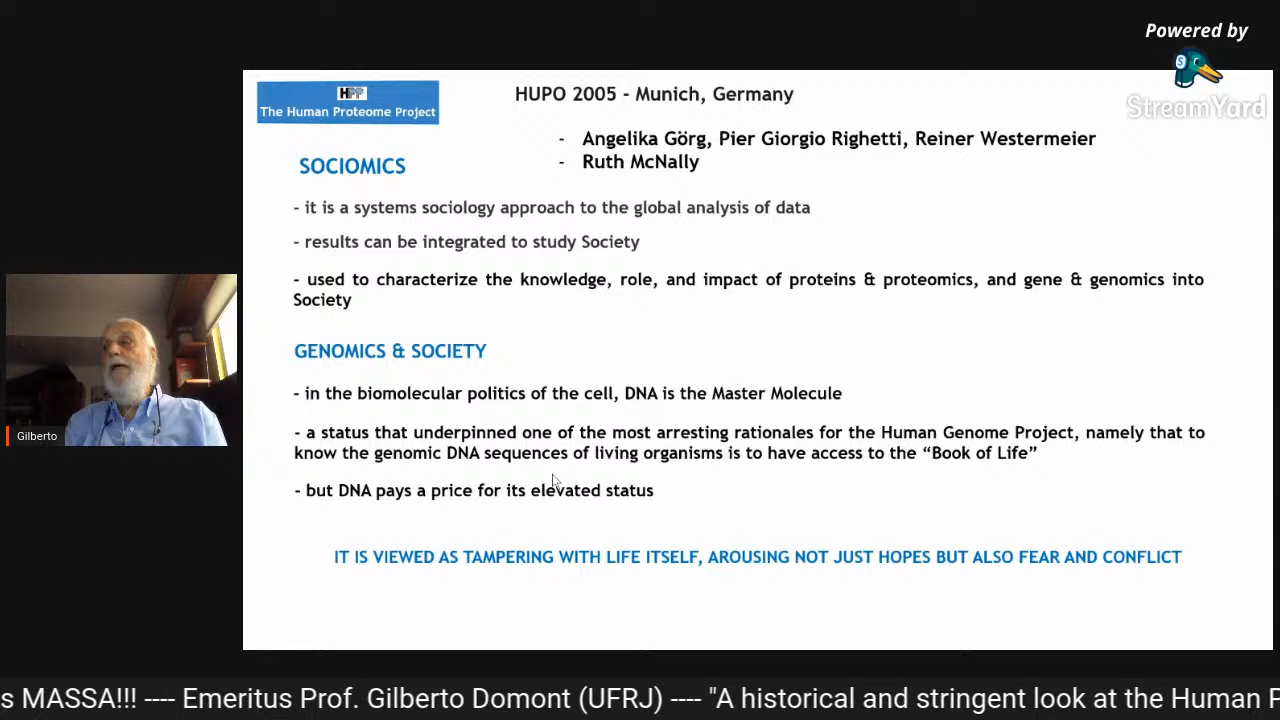 Powered by
StreamYard
HPP
The Human Proteome Project
HUPO 2005 - Munich, Germany
- Angelika Görg, Pier Giorgio Righetti, Reiner Westermeier
- Ruth McNally
SOCIOMICS
- it is a systems sociology approach to the global analysis of data
- results can be integrated to study Society
- used to characterize the knowledge, role, and impact of proteins & proteomics, and gene & genomics into
Society
GENOMICS & SOCIETY
- in the biomolecular politics of the cell, DNA is the Master Molecule
- a status that underpinned one of the most arresting rationales for the Human Genome Project, namely that to
know the genomic DNA sequences of living organisms is to have access to the “Book of Life”
- but DNA pays a price for its elevated status
IT IS VIEWED AS TAMPERING WITH LIFE ITSELF, AROUSING NOT JUST HOPES BUT ALSO FEAR AND CONFLICT
Gilberto
s MASSA!!! ---- Emeritus Prof. Gilberto Domont (UFRJ) ---- "A historical and stringent look at the Human P